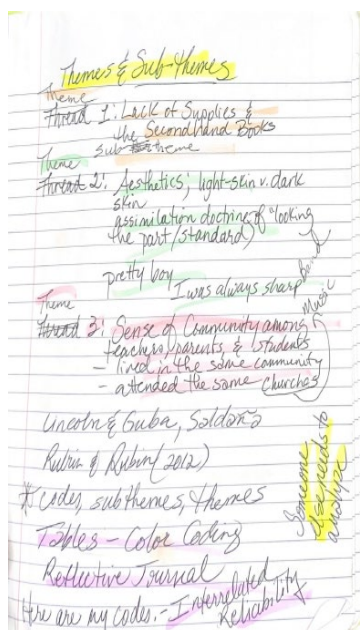 Themes & Sub-themes
Theme
Thread 1: Lack of Supplies &
the Secondhand Books
sub theme
Theme
Thread 2: Aesthetics; light-skin v. dark
skin
assimilation doctrine of "looking
the part/standard)
pretty boy
I was always sharp
band
music
Theme
Thread 3: Sense of Community among
teachers, parents, & students
- lived in the same community
- attended the same churches
Lincoln & Guba, Saldana
Rubin & Rubin (2012)
* Codes, subthemes, themes
Someone
else needs to
analyze
Tables - Color Coding
Reflective Journal
Here are my codes. - Interrelated
Reliability